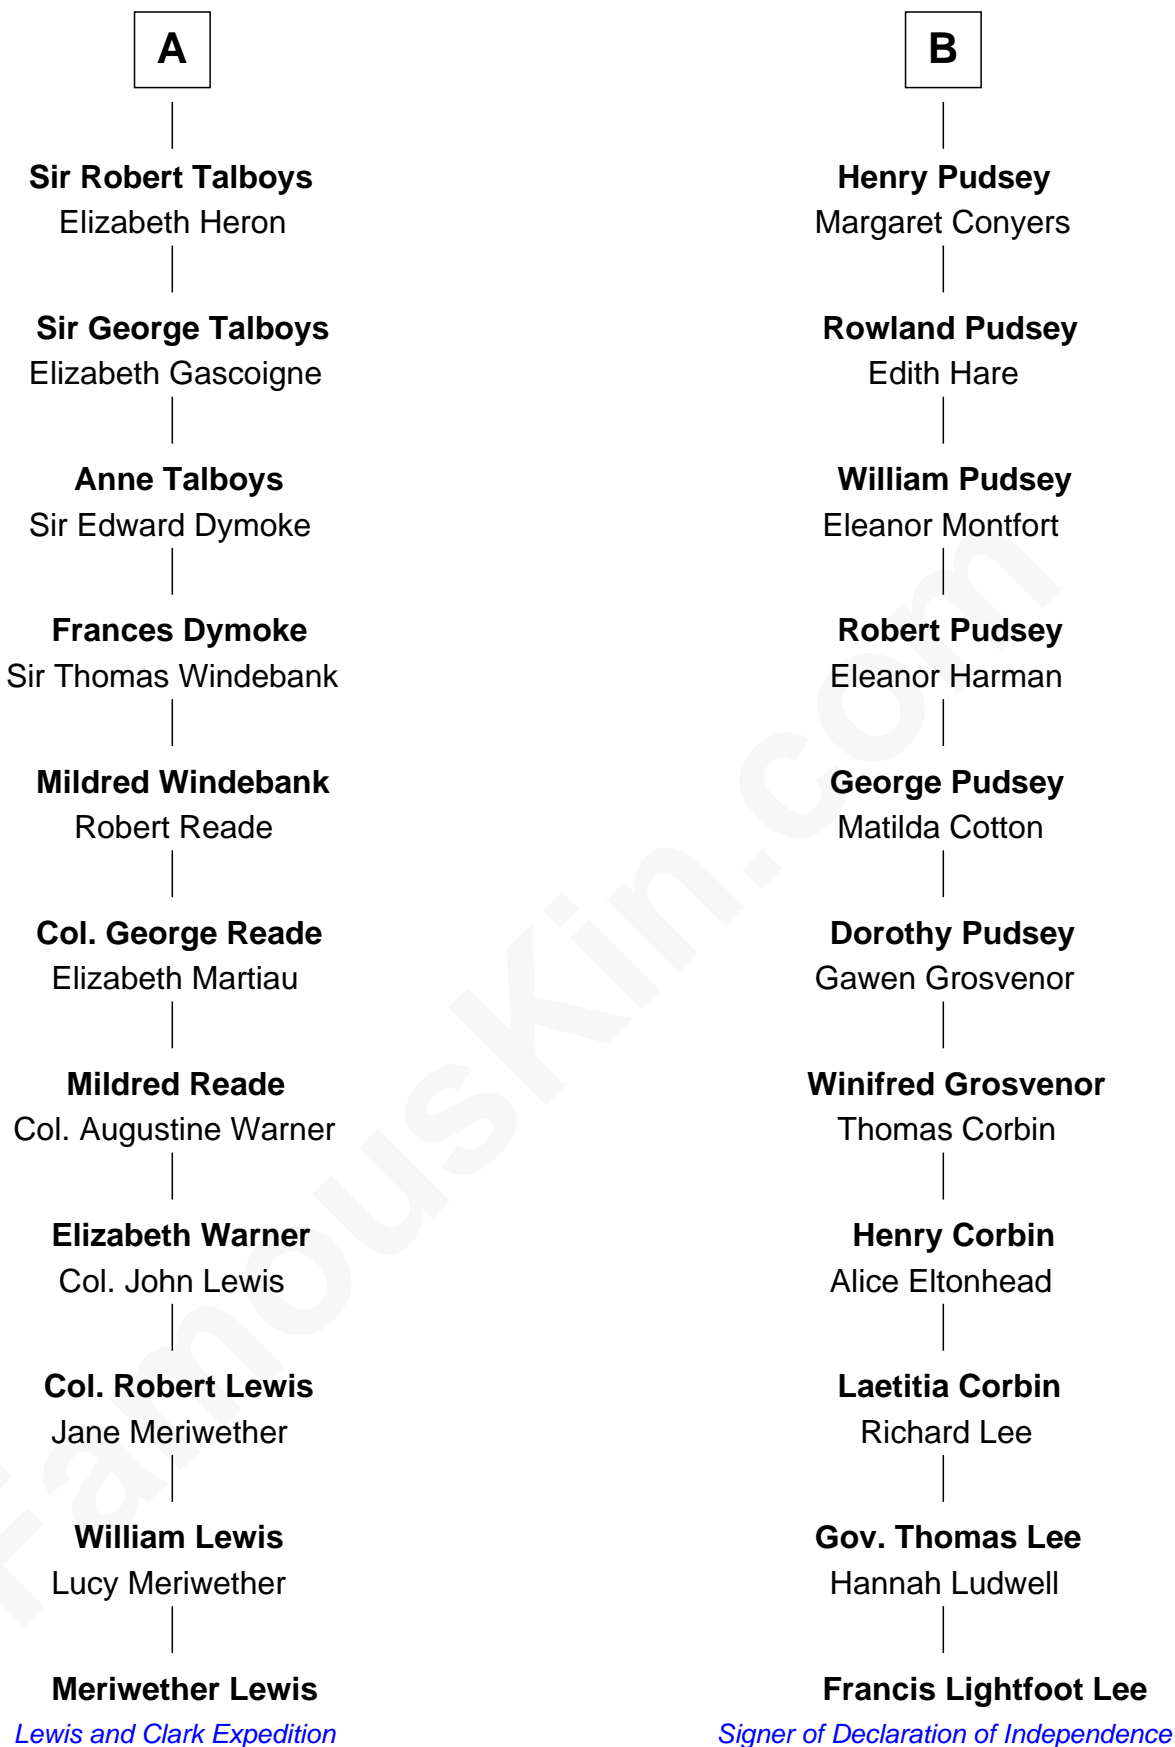 A
Sir Robert Talboys
Elizabeth Heron
Sir George Talboys
Elizabeth Gascoigne
Anne Talboys
Sir Edward Dymoke
Frances Dymoke
Sir Thomas Windebank
Mildred Windebank
Robert Reade
Col. George Reade
Elizabeth Martiau
Mildred Reade
Col. Augustine Warner
Elizabeth Warner
Col. John Lewis
Col. Robert Lewis
Jane Meriwether
William Lewis
Lucy Meriwether
Meriwether Lewis
Lewis and Clark Expedition
B
Henry Pudsey
Margaret Conyers
Rowland Pudsey
Edith Hare
William Pudsey
Eleanor Montfort
Robert Pudsey
Eleanor Harman
George Pudsey
Matilda Cotton
Dorothy Pudsey
Gawen Grosvenor
Winifred Grosvenor
Thomas Corbin
Henry Corbin
Alice Eltonhead
Laetitia Corbin
Richard Lee
Gov. Thomas Lee
Hannah Ludwell
Francis Lightfoot Lee
Signer of Declaration of Independence
FamousKin.com